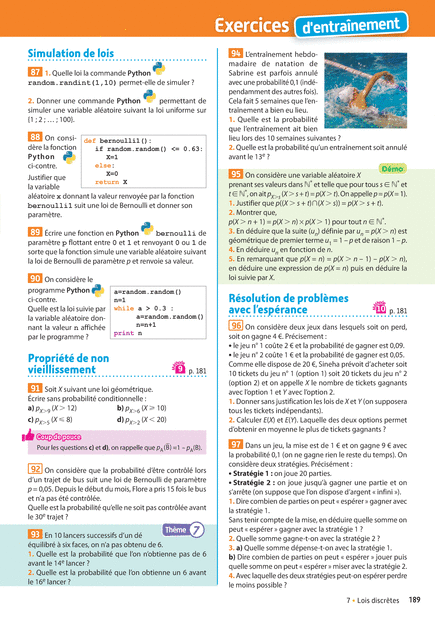 Exercices d'entraînement
Simulation de lois
87 1. Quelle loi la commande Python
random.randint(1,10) permet-elle de simuler ?
2. Donner une commande Python permettant de
simuler une variable aléatoire suivant la loi uniforme sur
{1 ; 2 ; … ; 100}.
88 On consi-
dère la fonction
Python
ci-contre.
Justifier que
la variable
aléatoire X donnant la valeur renvoyée par la fonction
bernoulli1 suit une loi de Bernoulli et donner son
paramètre.
def bernoulli1():
if random.random() <= 0.63:
X=1
else:
X=0
return X
89 Écrire une fonction en Python bernoulli de
paramètre p flottant entre 0 et 1 et renvoyant 0 ou 1 de
sorte que la fonction simule une variable aléatoire suivant
la loi de Bernoulli de paramètre p et renvoie sa valeur.
90 On considère le
programme Python
ci-contre.
Quelle est la loi suivie par
la variable aléatoire don-
nant la valeur n affichée
par le programme ?
a=random.random()
n=1
while a > 0.3 :
a=random.random()
n=n+1
print n
Propriété de non
vieillissement
9 p. 181
91 Soit X suivant une loi géométrique.
Écrire sans probabilité conditionnelle :
a) pX>9 (X > 12) b) pX>6 (X ⩾ 10)
c) pX>5 (X ⩽ 8) d) pX>2 (X < 20)
Coup de pouce
Pour les questions c) et d), on rappelle que pA(B̅) = 1 – pA(B).
92 On considère que la probabilité d'être contrôlé lors
d'un trajet de bus suit une loi de Bernoulli de paramètre
p = 0,05. Depuis le début du mois, Flore a pris 15 fois le bus
et n'a pas été contrôlée.
Quelle est la probabilité qu'elle ne soit pas contrôlée avant
le 30e trajet ?
Thème 7
93 En 10 lancers successifs d'un dé
équilibré à six faces, on n'a pas obtenu de 6.
1. Quelle est la probabilité que l'on n'obtienne pas de 6
avant le 14e lancer ?
2. Quelle est la probabilité que l'on obtienne un 6 avant
le 16e lancer ?
94 L'entraînement hebdo-
madaire de natation de
Sabrine est parfois annulé
avec une probabilité 0,1 (indé-
pendamment des autres fois).
Cela fait 5 semaines que l'en-
traînement a bien eu lieu.
1. Quelle est la probabilité
que l'entraînement ait bien
lieu lors des 10 semaines suivantes ?
2. Quelle est la probabilité qu'un entraînement soit annulé
avant le 13e ?
Démo
95 On considère une variable aléatoire X
prenant ses valeurs dans ℕ* et telle que pour tous s ∈ ℕ* et
t ∈ ℕ*, on ait pX>t (X > s + t) = p(X > s). On appelle p = p(X = 1).
1. Justifier que p((X > s + t) ∩ (X > s)) = p(X > s + t).
2. Montrer que,
p(X > n + 1) = p(X > n) × p(X > 1) pour tout n ∈ ℕ*.
3. En déduire que la suite (un) définie par un = p(X > n) est
géométrique de premier terme u1 = 1 – p et de raison 1 – p.
4. En déduire un en fonction de n.
5. En remarquant que p(X = n) = p(X > n – 1) – p(X > n),
en déduire une expression de p(X = n) puis en déduire la
loi suivie par X.
Résolution de problèmes
avec l'espérance
10 p. 181
96 On considère deux jeux dans lesquels soit on perd,
soit on gagne 4 €. Précisément :
• le jeu n° 1 coûte 2 € et la probabilité de gagner est 0,09.
• le jeu n° 2 coûte 1 € et la probabilité de gagner est 0,05.
Comme elle dispose de 20 €, Sineha prévoit d'acheter soit
10 tickets du jeu n° 1 (option 1) soit 20 tickets du jeu n° 2
(option 2) et on appelle X le nombre de tickets gagnants
avec l'option 1 et Y avec l'option 2.
1. Donner sans justification les lois de X et Y (on supposera
tous les tickets indépendants).
2. Calculer E(X) et E(Y). Laquelle des deux options permet
d'obtenir en moyenne le plus de tickets gagnants ?
97 Dans un jeu, la mise est de 1 € et on gagne 9 € avec
la probabilité 0,1 (on ne gagne rien le reste du temps). On
considère deux stratégies. Précisément :
• Stratégie 1 : on joue 20 parties.
• Stratégie 2 : on joue jusqu'à gagner une partie et on
s'arrête (on suppose que l'on dispose d'argent « infini »).
1. Dire combien de parties on peut « espérer » gagner avec
la stratégie 1.
Sans tenir compte de la mise, en déduire quelle somme on
peut « espérer » gagner avec la stratégie 1 ?
2. Quelle somme gagne-t-on avec la stratégie 2 ?
3. a) Quelle somme dépense-t-on avec la stratégie 1.
b) Dire combien de parties on peut « espérer » jouer puis
quelle somme on peut « espérer » miser avec la stratégie 2.
4. Avec laquelle des deux stratégies peut-on espérer perdre
le moins possible ?
7 • Lois discrètes 189